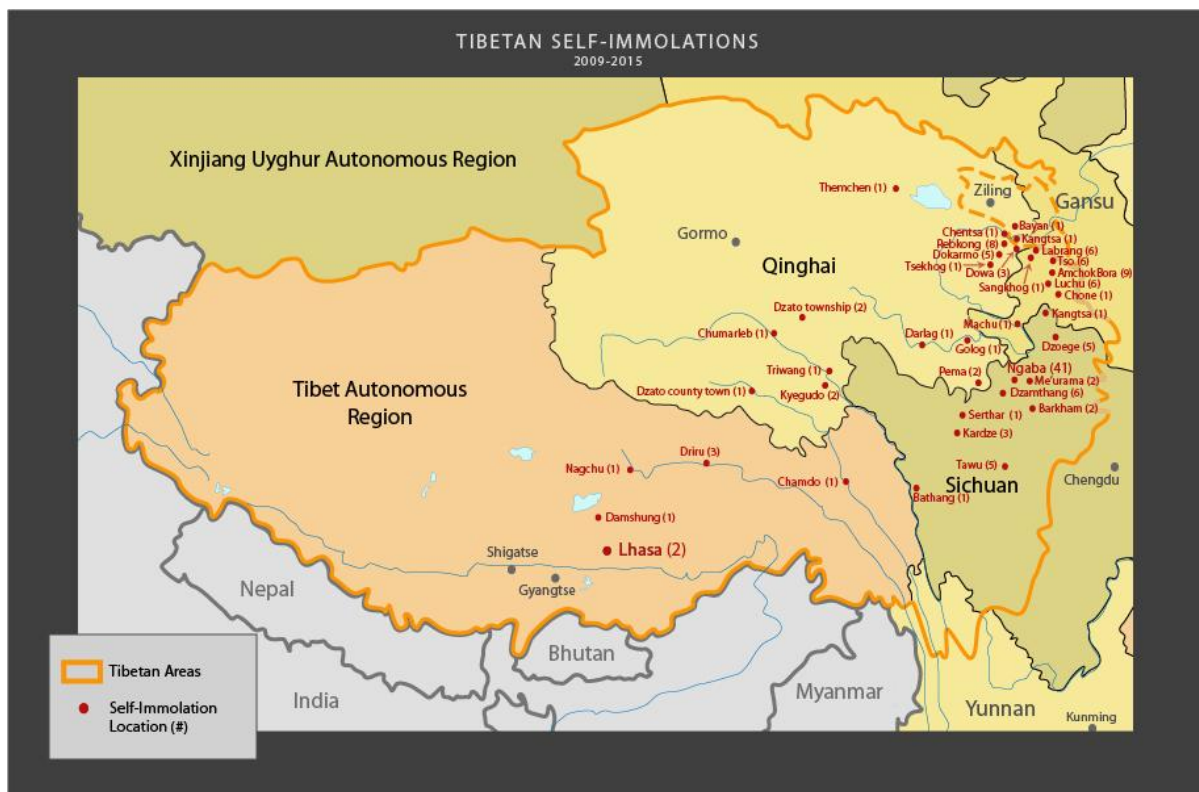 TIBETAN SELF-IMMOLATIONS
2009-2015
Xinjiang Uyghur Autonomous Region
Themchen (1)
Ziling
Gansu
Gormo
Qinghai
Bayan (1)
Chentsa (1)
Kangtsa (1)
Rebkong (8)
Labrang (6)
Dokarmo (5)
Tso (6)
Tsekhog (1)
Dowa (3)
AmchokBora (9)
Sangkhog (1)
Luchu (6)
Chone (1)
Dzato township (2)
Kangtsa (1)
Machu (1)
Chumarleb (1)
Darlag (1)
Golog (1)
Dzoege (5)
Triwang (1)
Pema (2)
Ngaba (41)
Me'urama (2)
Dzato county town (1)
Kyegudo (2)
Dzamthang (6)
Tibet Autonomous
Region
Serthar (1)
Barkham (2)
Kardze (3)
Driru (3)
Nagchu (1)
Tawu (5)
Chamdo (1)
Sichuan
Chengdu
Bathang (1)
Damshung (1)
Lhasa (2)
Shigatse
Gyangtse
Nepal
Bhutan
India
Myanmar
Yunnan
Kunming
Tibetan Areas
Self-Immolation
Location (#)